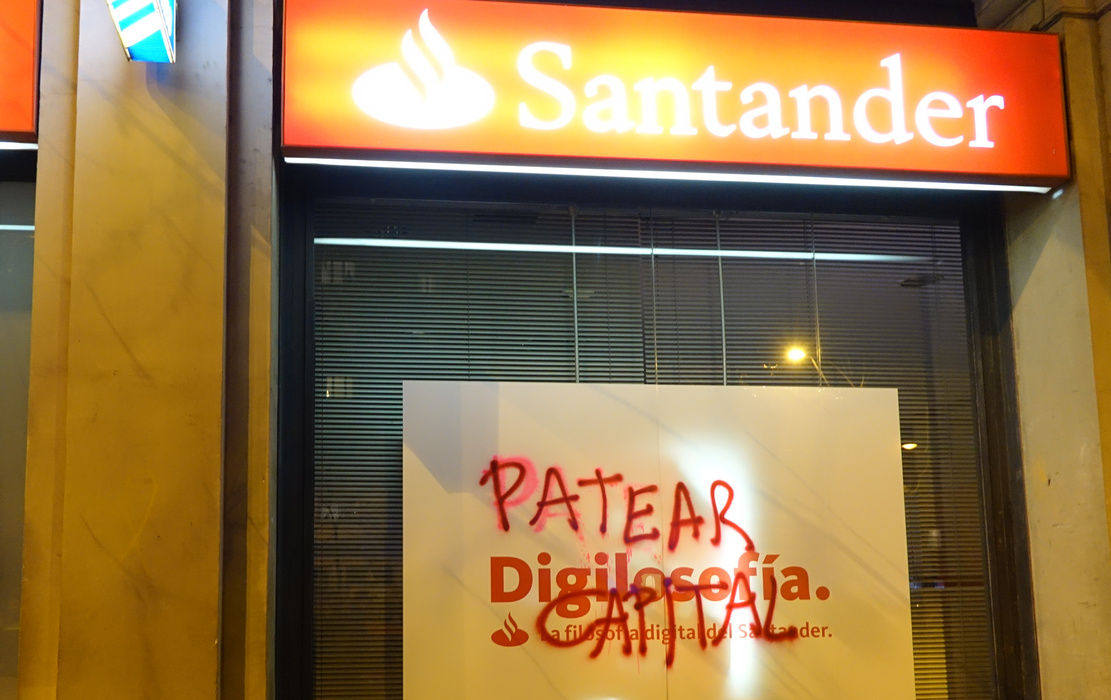 Santander
PATEAR
Digilosofía.
CAPITAL
La filosofía digital del Santander.